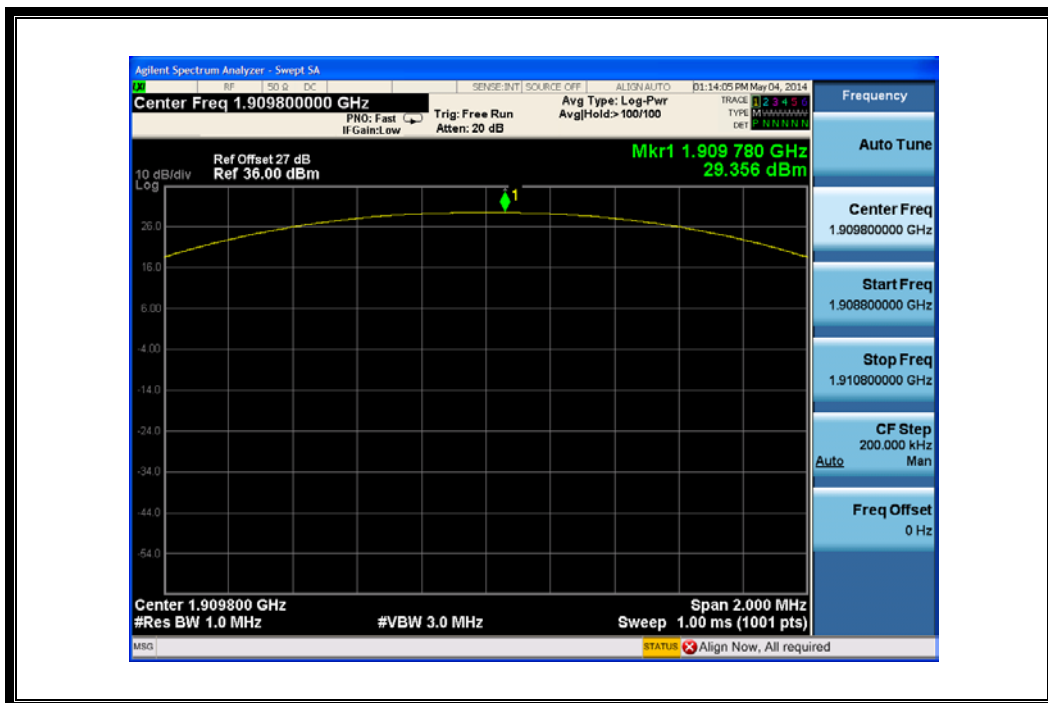 Agilent Spectrum Analyzer - Swept SA
LXI RF 50 Ω DC SENSE:INT SOURCE OFF ALIGN AUTO 01:14:05 PM May 04, 2014
Center Freq 1.909800000 GHz
PNO: Fast
IFGain:Low
Trig: Free Run
Atten: 20 dB
Avg Type: Log-Pwr
Avg|Hold:> 100/100
TRACE 1 2 3 4 5 6
TYPE M WWWWW
DET P N N N N N
Ref Offset 27 dB
10 dB/div Ref 36.00 dBm
Log
Mkr1 1.909 780 GHz
29.356 dBm
1
26.0
16.0
6.00
-4.00
-14.0
-24.0
-34.0
-44.0
-54.0
Center 1.909800 GHz
Span 2.000 MHz
#Res BW 1.0 MHz
#VBW 3.0 MHz
Sweep 1.00 ms (1001 pts)
MSG
STATUS Align Now, All required
Frequency
Auto Tune
Center Freq
1.909800000 GHz
Start Freq
1.908800000 GHz
Stop Freq
1.910800000 GHz
CF Step
200.000 kHz
Auto Man
Freq Offset
0 Hz